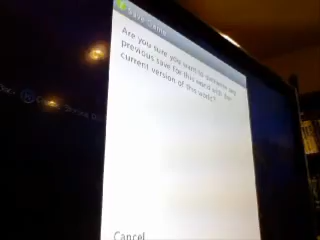 Save Game
Are you sure you want to overwrite any
previous save for this world with the
current version of this world?
Cancel